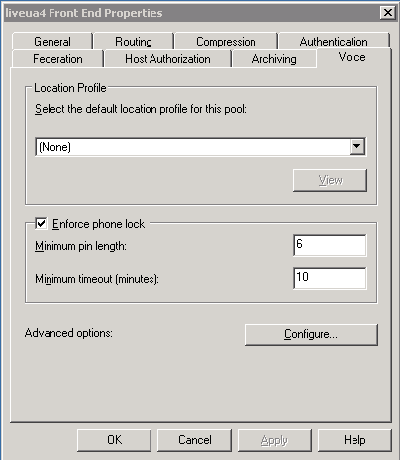 liveua4 Front End Properties
General Routing Compression Authentication
Feceration Host Authorization Archiving Voce
Location Profile
Select the default location profile for this pool:
(None)
View
Enforce phone lock
Minimum pin length: 6
Minimum timeout (minutes): 10
Advanced options: Configure...
OK Cancel Apply Help